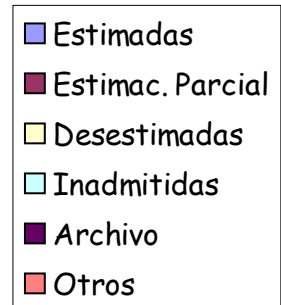 Estimadas
Estimac. Parcial
Desestimadas
Inadmitidas
Archivo
Otros